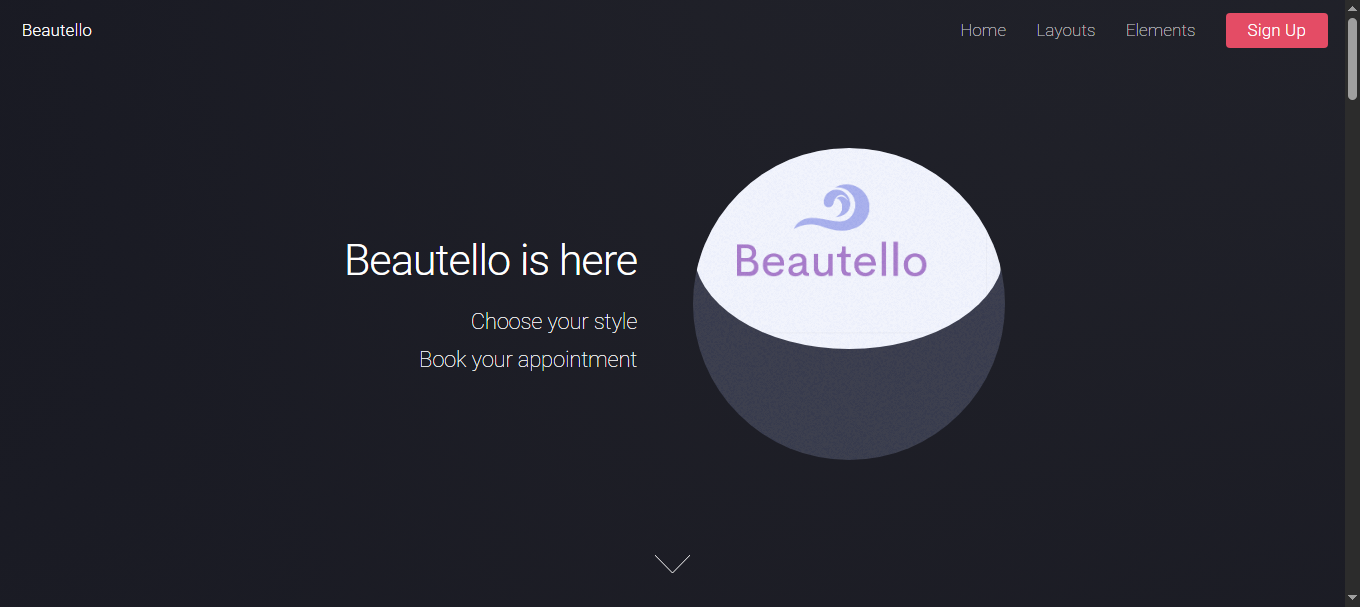 Beautello
Home Layouts Elements Sign Up
Beautello is here
Choose your style
Book your appointment
Beautello